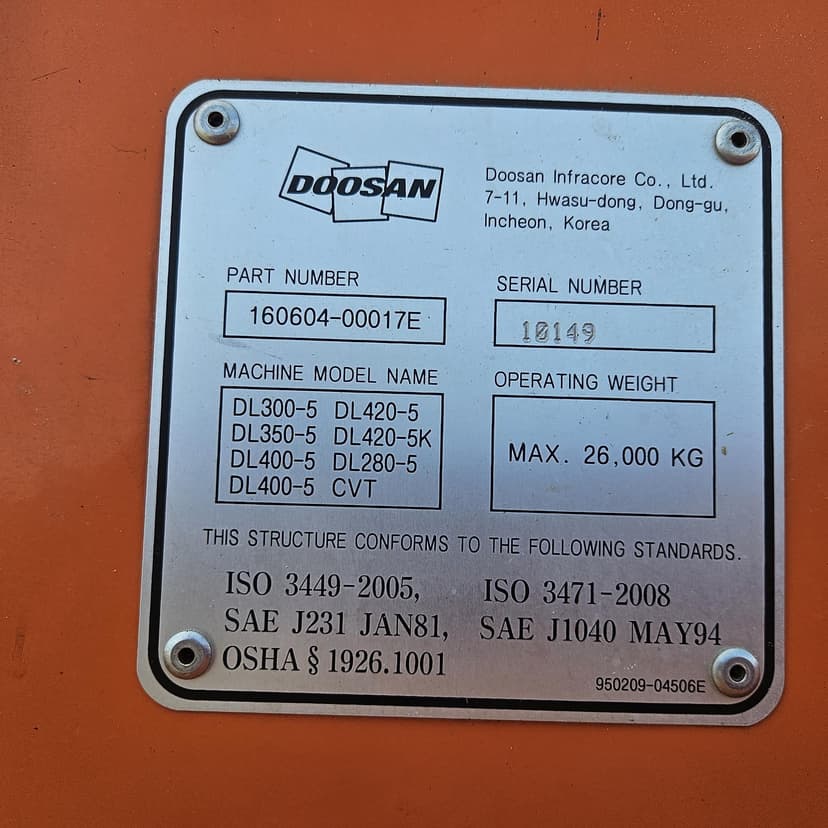 DOOSAN
Doosan Infracore Co., Ltd.
7-11, Hwasu-dong, Dong-gu,
Incheon, Korea
PART NUMBER
160604-00017E
SERIAL NUMBER
10149
MACHINE MODEL NAME
DL300-5 DL420-5
DL350-5 DL420-5K
DL400-5 DL280-5
DL400-5 CVT
OPERATING WEIGHT
MAX. 26,000 KG
THIS STRUCTURE CONFORMS TO THE FOLLOWING STANDARDS.
ISO 3449-2005, ISO 3471-2008
SAE J231 JAN81, SAE J1040 MAY94
OSHA § 1926.1001
950209-04506E